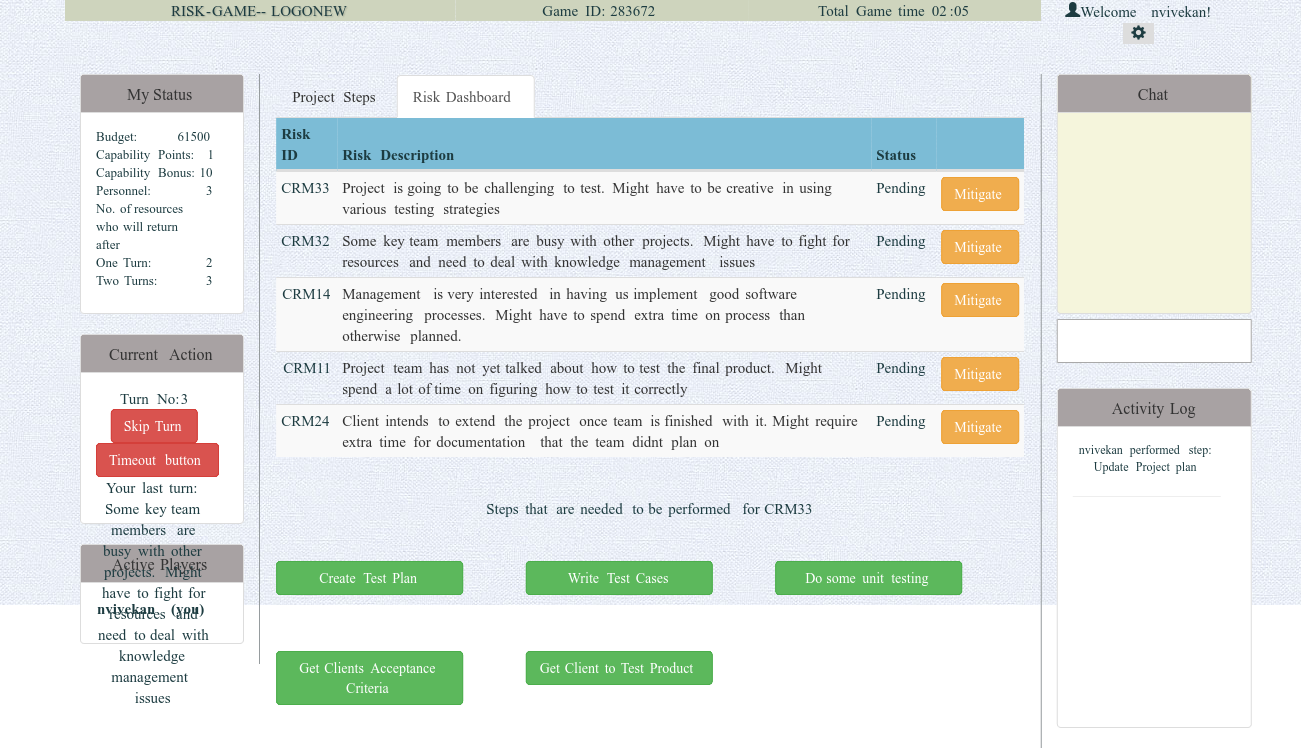 RISK-GAME-- LOGONEW Game ID: 283672 Total Game time 02:05
Welcome nvivekan!
My Status
Budget: 61500
Capability Points: 1
Capability Bonus: 10
Personnel: 3
No. of resources
who will return
after
One Turn: 2
Two Turns: 3
Current Action
Turn No:3
Skip Turn
Timeout button
Your last turn:
Some key team
members are
busy with other
projects. Might
have to fight for
resources and
need to deal with
knowledge
management
issues
Active Players
nvivekan (you)
Project Steps Risk Dashboard
Risk
ID Risk Description Status
CRM33 Project is going to be challenging to test. Might have to be creative in using Pending Mitigate
various testing strategies
CRM32 Some key team members are busy with other projects. Might have to fight for Pending Mitigate
resources and need to deal with knowledge management issues
CRM14 Management is very interested in having us implement good software Pending Mitigate
engineering processes. Might have to spend extra time on process than
otherwise planned.
CRM11 Project team has not yet talked about how to test the final product. Might Pending Mitigate
spend a lot of time on figuring how to test it correctly
CRM24 Client intends to extend the project once team is finished with it. Might require Pending Mitigate
extra time for documentation that the team didnt plan on
Steps that are needed to be performed for CRM33
Create Test Plan Write Test Cases Do some unit testing
Get Clients Acceptance
Criteria
Get Client to Test Product
Chat
Activity Log
nvivekan performed step:
Update Project plan